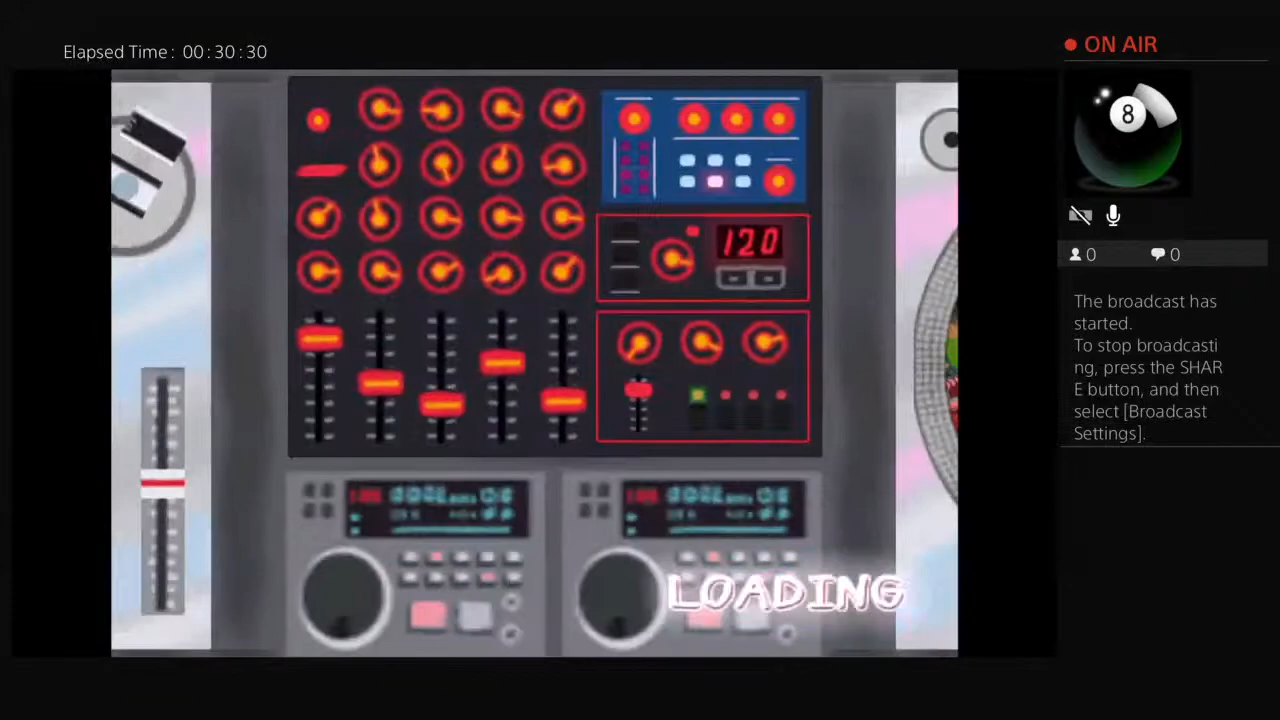 Elapsed Time: 00:30:30
ON AIR
8
120
0
0
The broadcast has
started.
To stop broadcasti
ng, press the SHAR
E button, and then
select [Broadcast
Settings].
LOADING